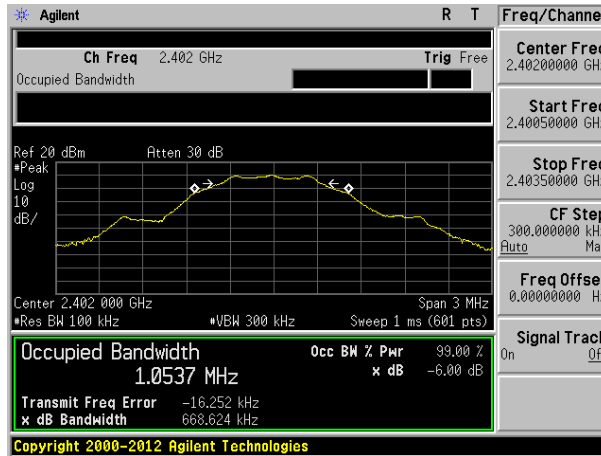 Agilent R T Freq/Channe
Ch Freq 2.402 GHz Trig Free
Occupied Bandwidth
Center Fre
2.40200000 GH
Start Fre
2.40050000 GH
Stop Fre
2.40350000 GH
CF Ste
300.000000 kH
Auto Ma
Freq Offse
0.00000000 H
Signal Trac
On Of
Ref 20 dBm Atten 30 dB
#Peak
Log
10
dB/
Center 2.402 000 GHz Span 3 MHz
#Res BW 100 kHz #VBW 300 kHz Sweep 1 ms (601 pts)
Occupied Bandwidth Occ BW % Pwr 99.00 %
1.0537 MHz x dB -6.00 dB
Transmit Freq Error -16.252 kHz
x dB Bandwidth 668.624 kHz
Copyright 2000-2012 Agilent Technologies